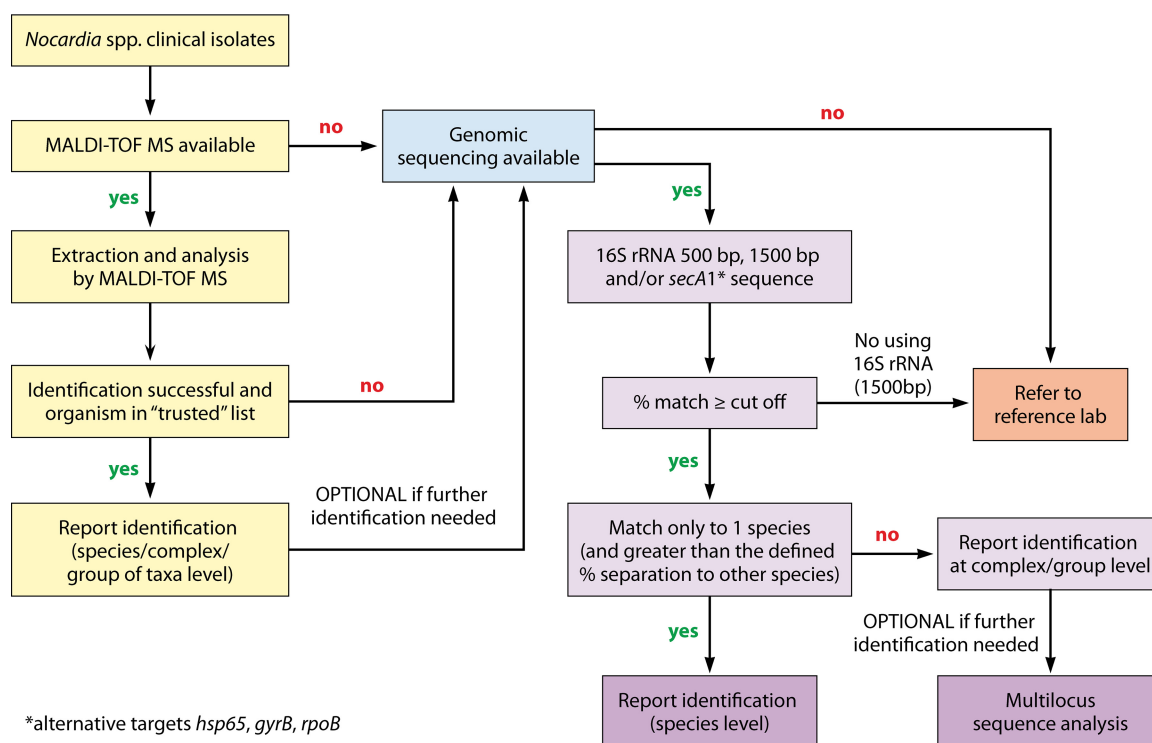 Nocardia spp. clinical isolates
MALDI-TOF MS available
no
Genomic
sequencing available
no
yes
yes
Extraction and analysis
by MALDI-TOF MS
16S rRNA 500 bp, 1500 bp
and/or secA1* sequence
No using
16S rRNA
(1500bp)
Identification successful and
organism in “trusted” list
no
% match ≥ cut off
Refer to
reference lab
yes
yes
OPTIONAL if further
identification needed
Report identification
(species/complex/
group of taxa level)
Match only to 1 species
(and greater than the defined
% separation to other species)
no
Report identification
at complex/group level
yes
OPTIONAL if further
identification needed
Report identification
(species level)
Multilocus
sequence analysis
*alternative targets hsp65, gyrB, rpoB